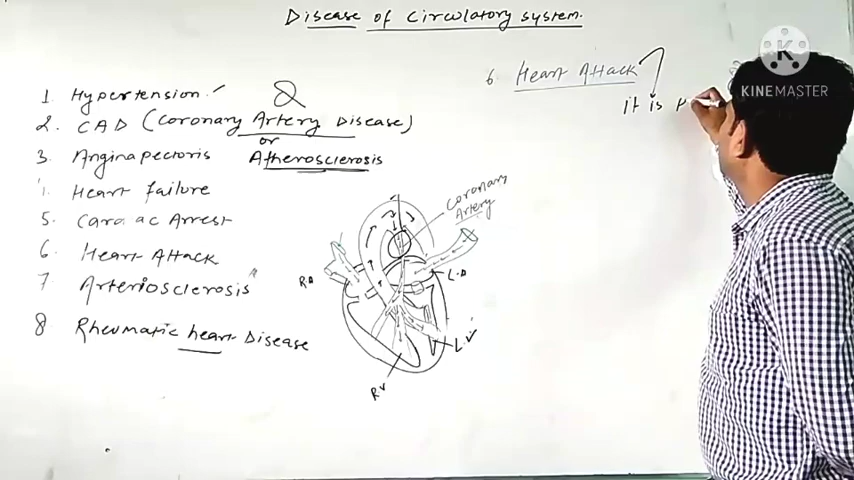 Disease of circulatory system.
1. Hypertension
2. CAD (Coronary Artery Disease)
or
Atherosclerosis
3. Anginapectoris
4. Heart failure
5. Cardiac Arrest
6 Heart Attack
7 Arteriosclerosis
8 Rheumatic heart Disease
6. Heart Attack
it is
Coronary
Artery
RA
L.A
L.V
RV
K
KINEMASTER